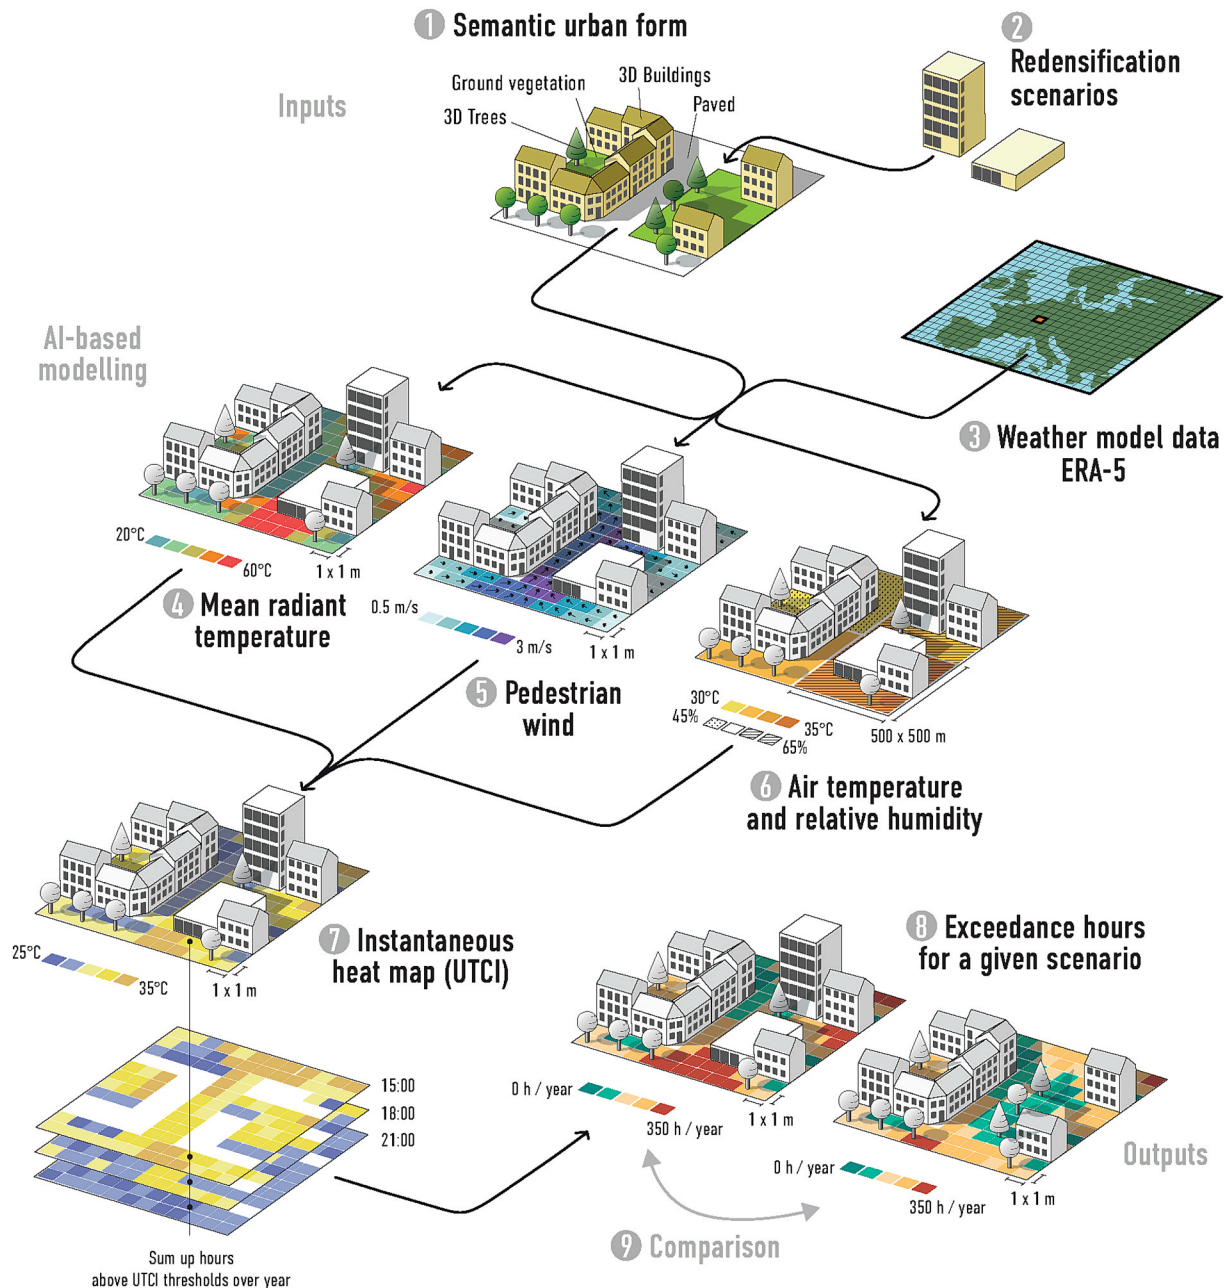 1 Semantic urban form
2
Redensification
scenarios
Inputs
3D Buildings
Ground vegetation
Paved
3D Trees
AI-based
modelling
3 Weather model data
ERA-5
20°C
60°C
1 x 1 m
4 Mean radiant
temperature
0.5 m/s
3 m/s
1 x 1 m
5 Pedestrian
wind
30°C
45%
35°C
65%
500 x 500 m
6 Air temperature
and relative humidity
25°C
35°C
1 x 1 m
7 Instantaneous
heat map (UTCI)
8 Exceedance hours
for a given scenario
15:00
18:00
21:00
0 h / year
350 h / year
1 x 1 m
0 h / year
350 h / year
1 x 1 m
Outputs
9 Comparison
Sum up hours
above UTCI thresholds over year